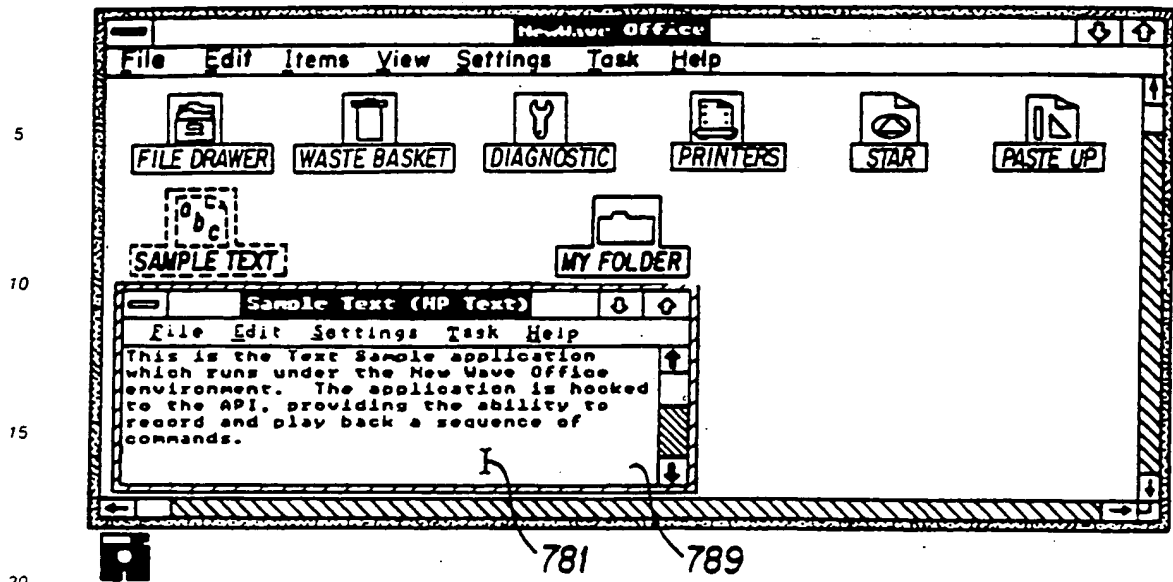 NewWave Office
File Edit Items View Settings Task Help
5
FILE DRAWER WASTE BASKET DIAGNOSTIC PRINTERS STAR PASTE UP
abc
SAMPLE TEXT MY FOLDER
10
Sample Text (HP Text)
File Edit Settings Task Help
This is the Text Sample application
which runs under the New Wave Office
environment. The application is hooked
to the API, providing the ability to
15
record and play back a sequence of
commands.
781 789
20